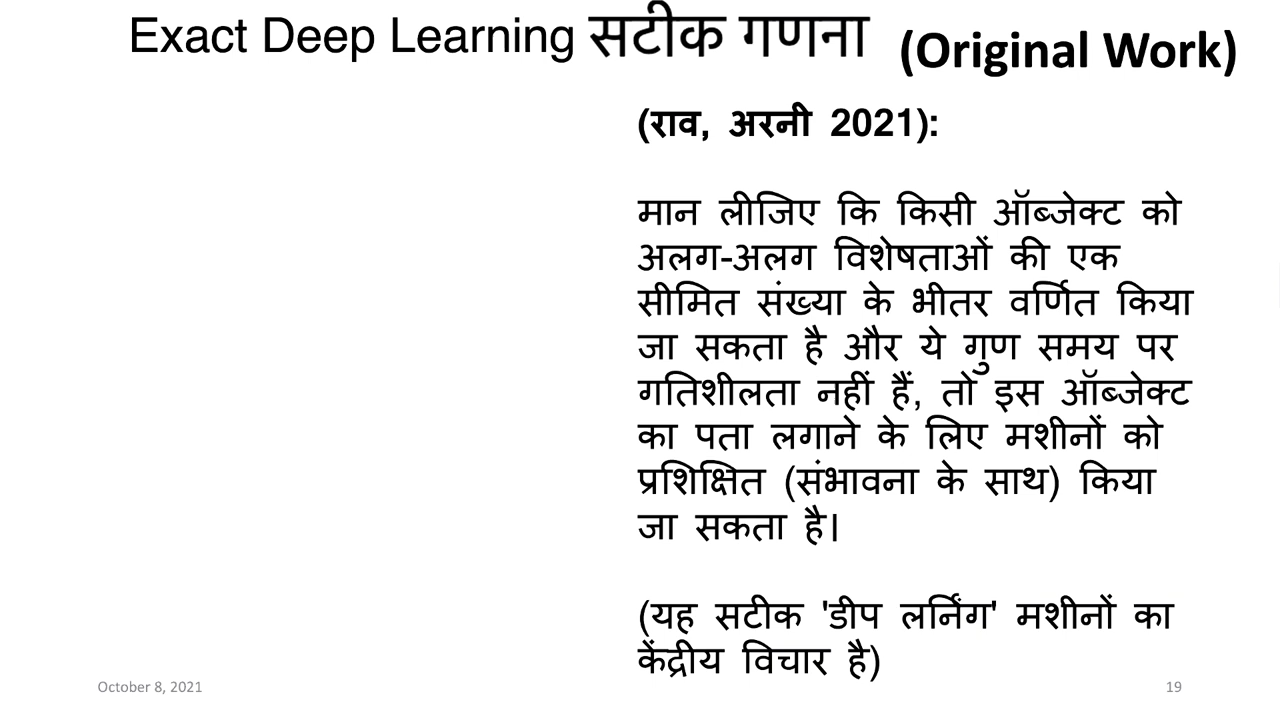 Exact Deep Learning सटीक गणना (Original Work)
(राव, अरनी 2021):
मान लीजिए कि किसी ऑब्जेक्ट को
अलग-अलग विशेषताओं की एक
सीमित संख्या के भीतर वर्णित किया
जा सकता है और ये गुण समय पर
गतिशीलता नहीं हैं, तो इस ऑब्जेक्ट
का पता लगाने के लिए मशीनों को
प्रशिक्षित (संभावना के साथ) किया
जा सकता है।
(यह सटीक 'डीप लर्निंग' मशीनों का
केंद्रीय विचार है)
October 8, 2021
19